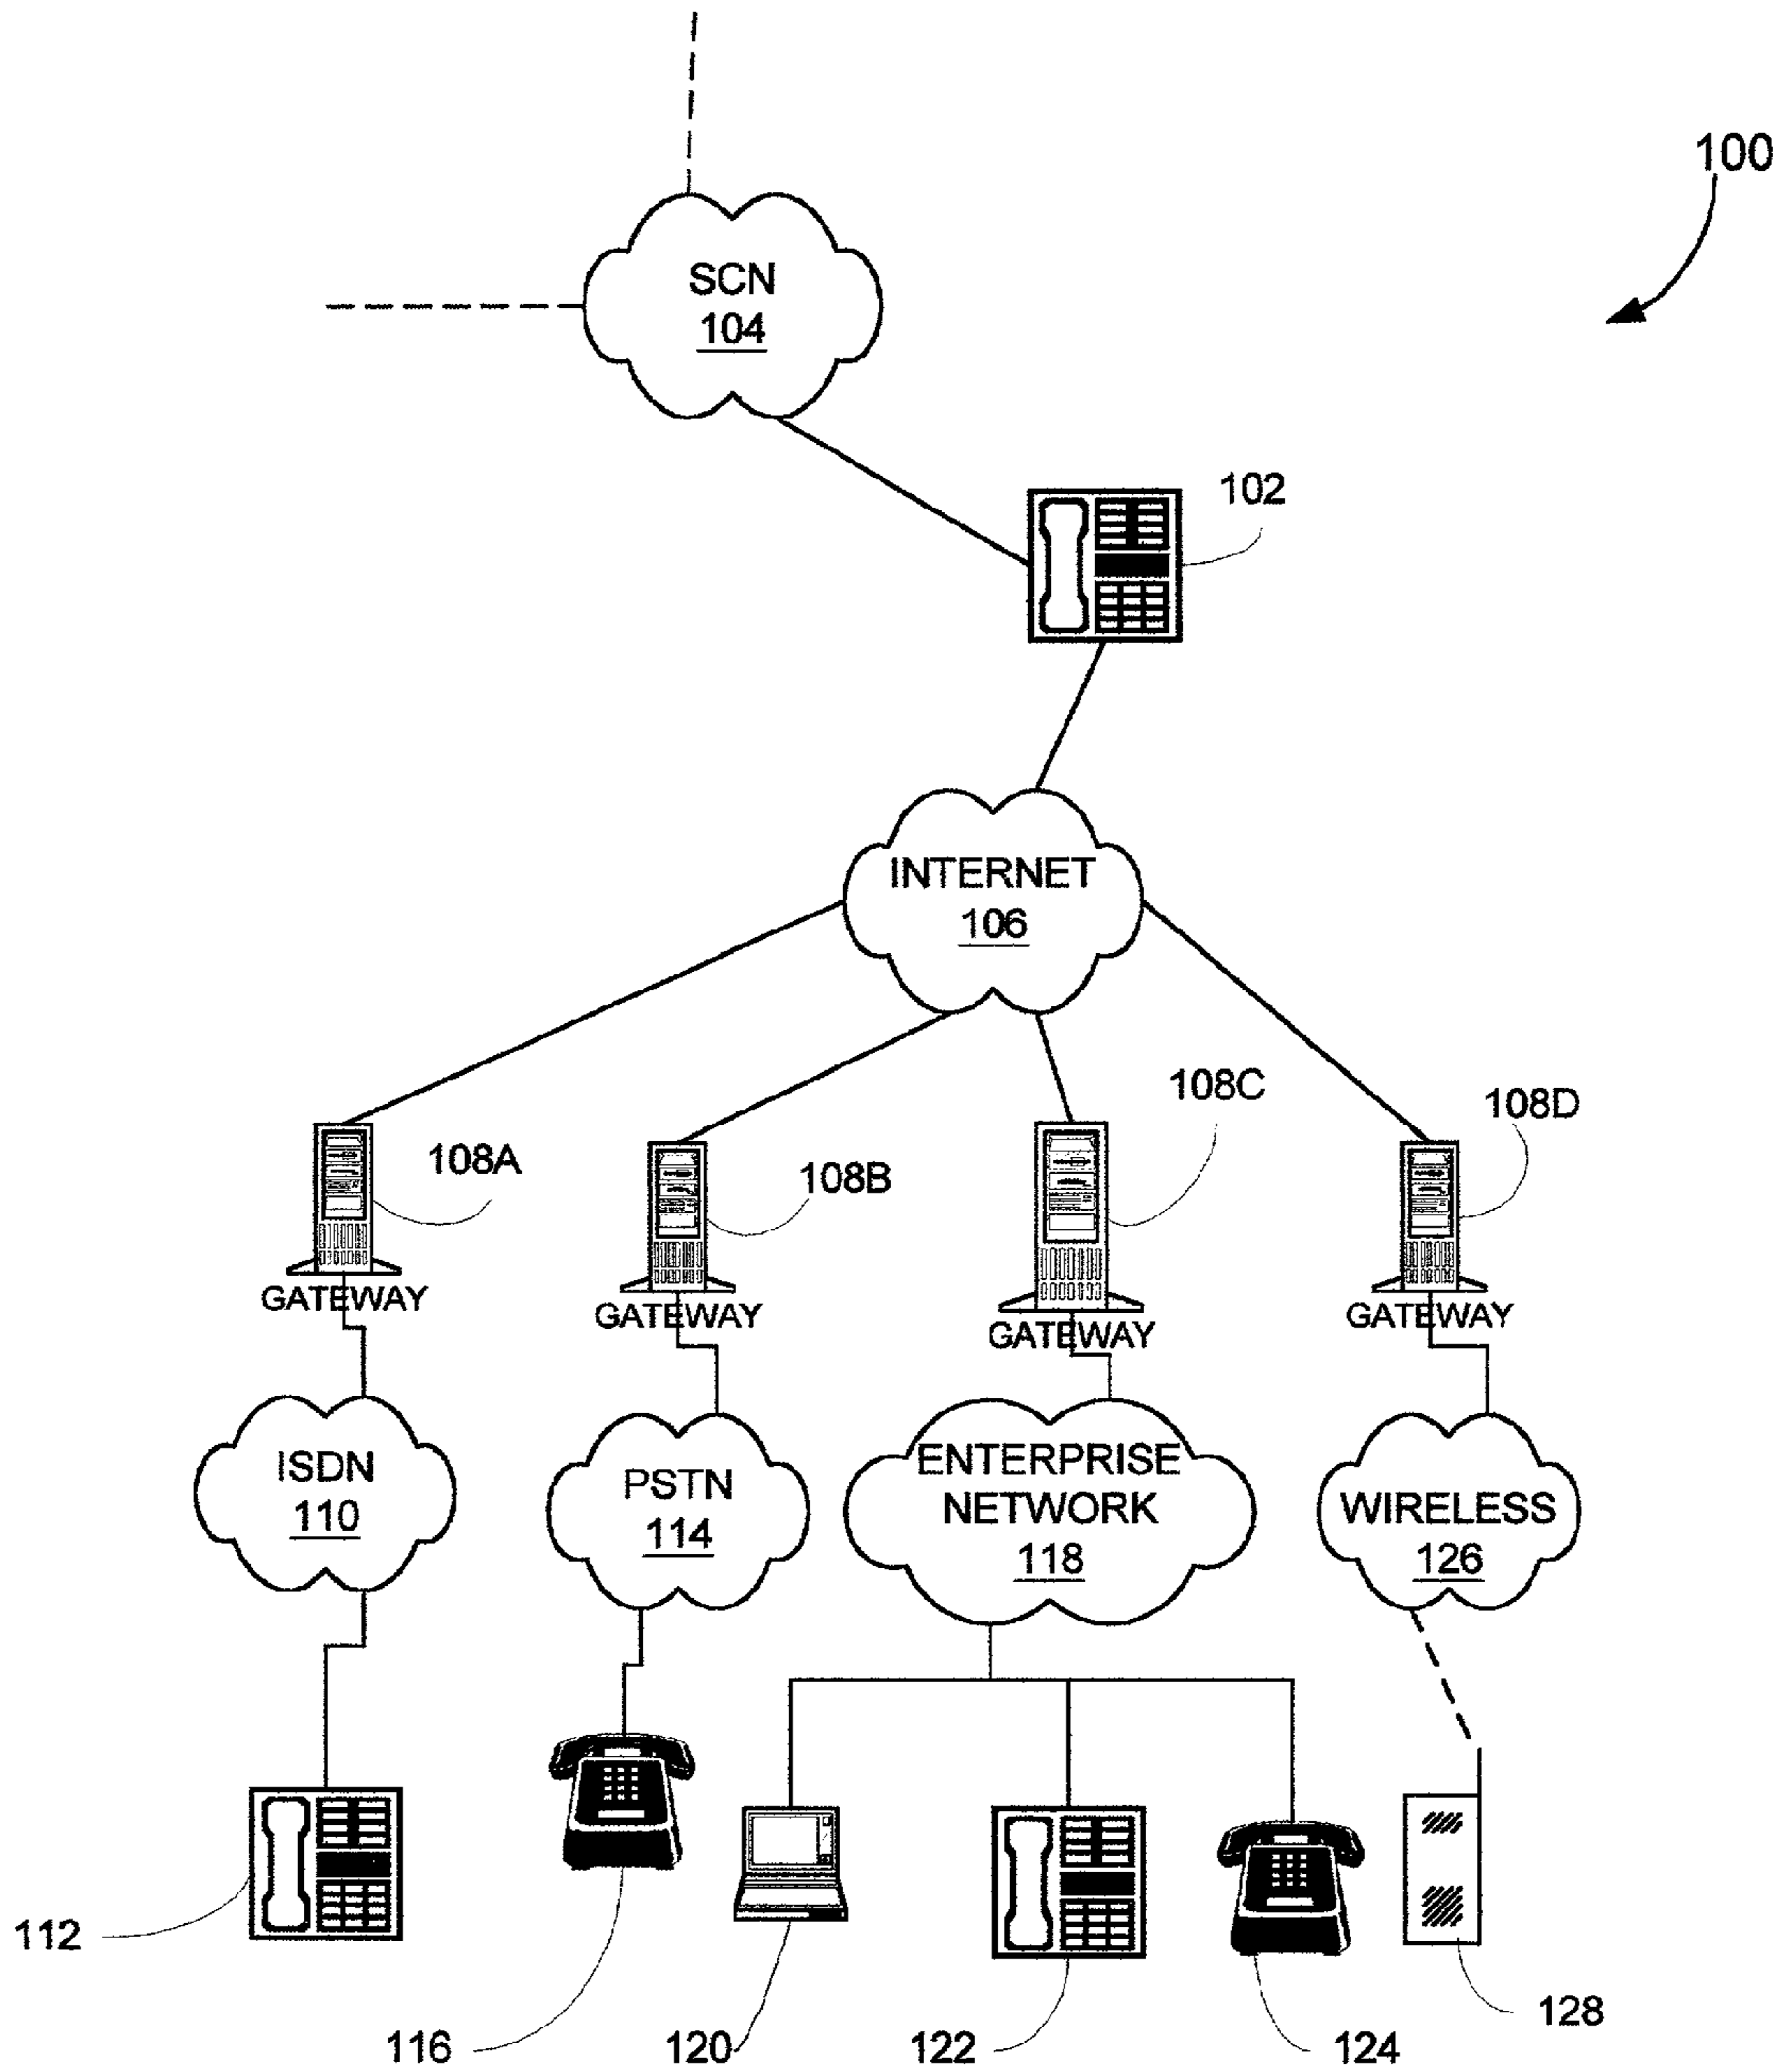 100
SCN
104
102
INTERNET
106
108A
108B
108C
108D
GATEWAY
GATEWAY
GATEWAY
GATEWAY
ISDN
110
PSTN
114
ENTERPRISE
NETWORK
118
WIRELESS
126
112
116
120
122
124
128